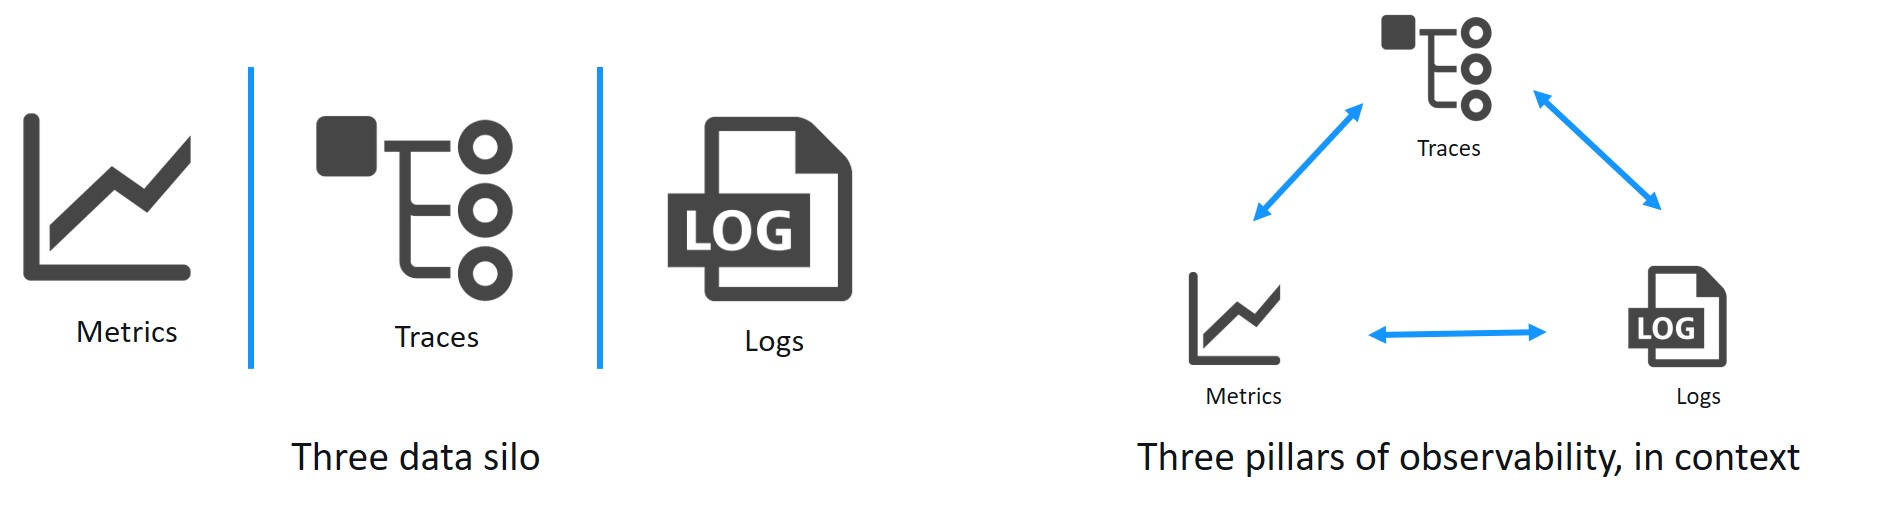 Metrics
Traces
LOG
Logs
Three data silo
Traces
Metrics
LOG
Logs
Three pillars of observability, in context